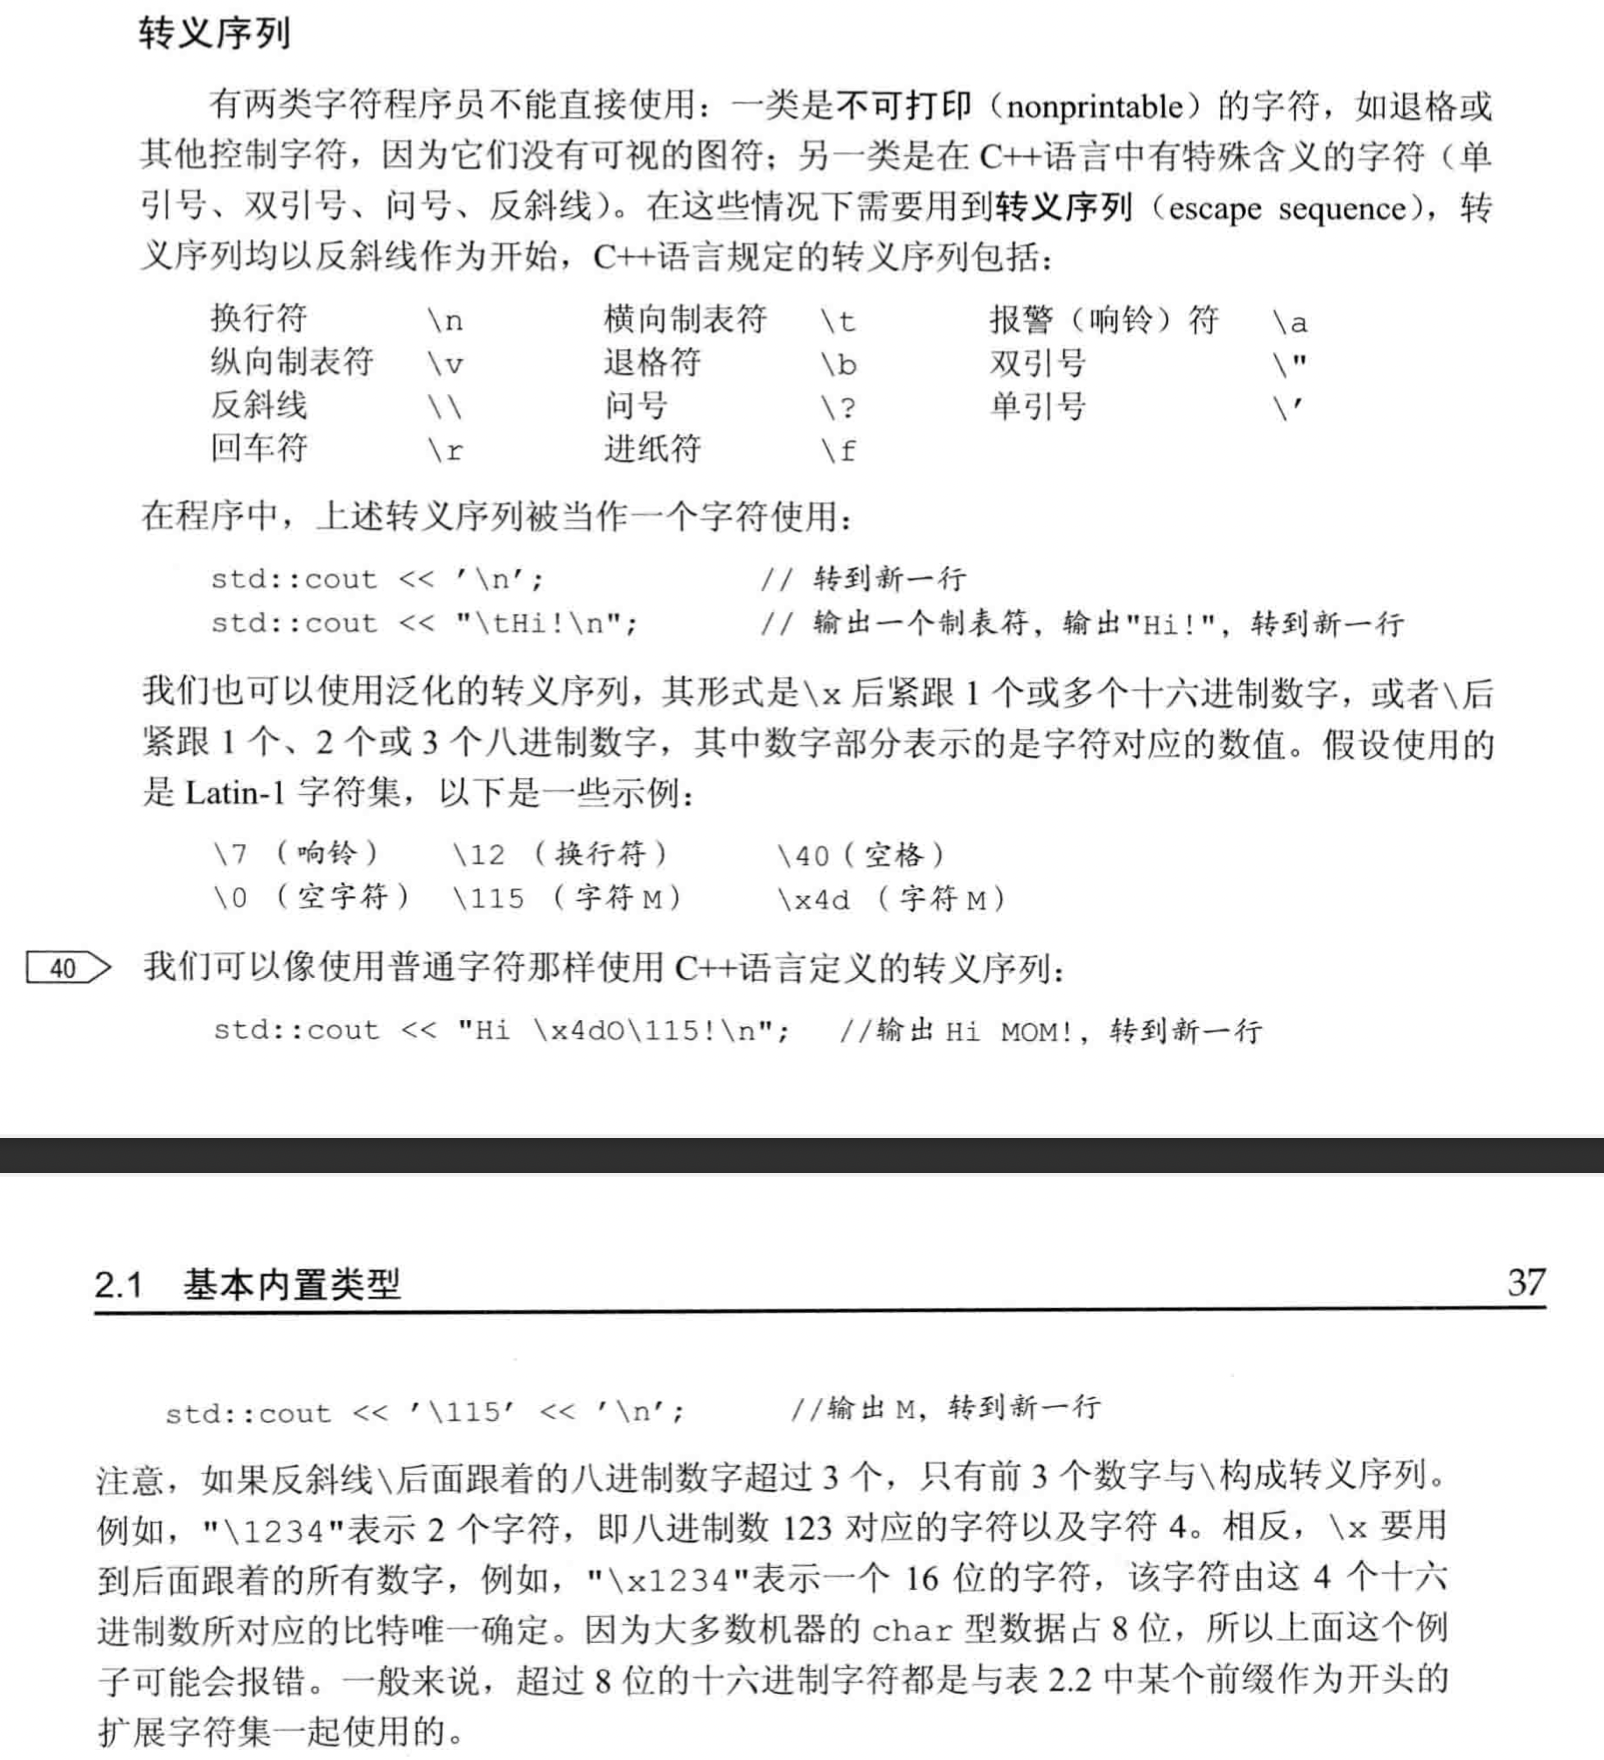 转义序列
有两类字符程序员不能直接使用：一类是不可打印（nonprintable）的字符，如退格或
其他控制字符，因为它们没有可视的图符；另一类是在 C++语言中有特殊含义的字符（单
引号、双引号、问号、反斜线）。在这些情况下需要用到转义序列（escape sequence），转
义序列均以反斜线作为开始，C++语言规定的转义序列包括：
换行符 \n 横向制表符 \t 报警（响铃）符 \a
纵向制表符 \v 退格符 \b 双引号 \"
反斜线 \\ 问号 \? 单引号 \'
回车符 \r 进纸符 \f
在程序中，上述转义序列被当作一个字符使用：
std::cout << '\n'; // 转到新一行
std::cout << "\tHi!\n"; // 输出一个制表符，输出"Hi!"，转到新一行
我们也可以使用泛化的转义序列，其形式是\x 后紧跟 1 个或多个十六进制数字，或者\后
紧跟 1 个、2 个或 3 个八进制数字，其中数字部分表示的是字符对应的数值。假设使用的
是 Latin-1 字符集，以下是一些示例：
\7 （响铃） \12 （换行符） \40（空格）
\0 （空字符） \115 （字符 M） \x4d （字符 M）
40 我们可以像使用普通字符那样使用 C++语言定义的转义序列：
std::cout << "Hi \x4dO\115!\n"; //输出 Hi MOM!，转到新一行
2.1 基本内置类型 37
std::cout << '\115' << '\n'; //输出 M，转到新一行
注意，如果反斜线\后面跟着的八进制数字超过 3 个，只有前 3 个数字与\构成转义序列。
例如，"\1234"表示 2 个字符，即八进制数 123 对应的字符以及字符 4。相反，\x 要用
到后面跟着的所有数字，例如，"\x1234"表示一个 16 位的字符，该字符由这 4 个十六
进制数所对应的比特唯一确定。因为大多数机器的 char 型数据占 8 位，所以上面这个例
子可能会报错。一般来说，超过 8 位的十六进制字符都是与表 2.2 中某个前缀作为开头的
扩展字符集一起使用的。